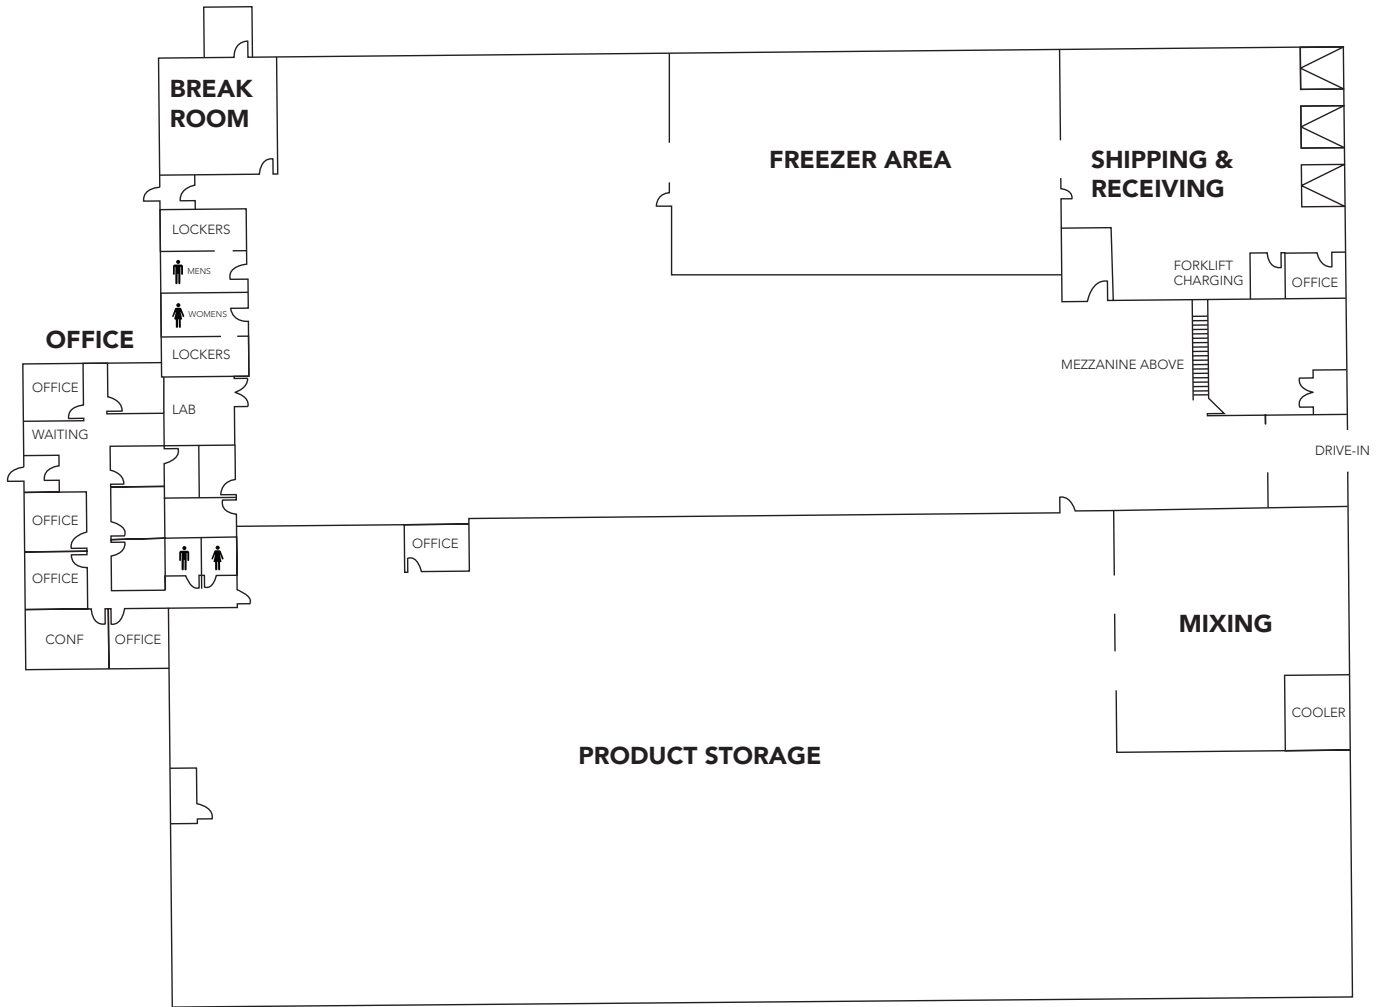 BREAK
ROOM
FREEZER AREA
SHIPPING &
RECEIVING
LOCKERS
MENS
FORKLIFT
CHARGING
OFFICE
WOMENS
OFFICE
LOCKERS
MEZZANINE ABOVE
OFFICE
LAB
WAITING
DRIVE-IN
OFFICE
OFFICE
OFFICE
MIXING
CONF
OFFICE
COOLER
PRODUCT STORAGE